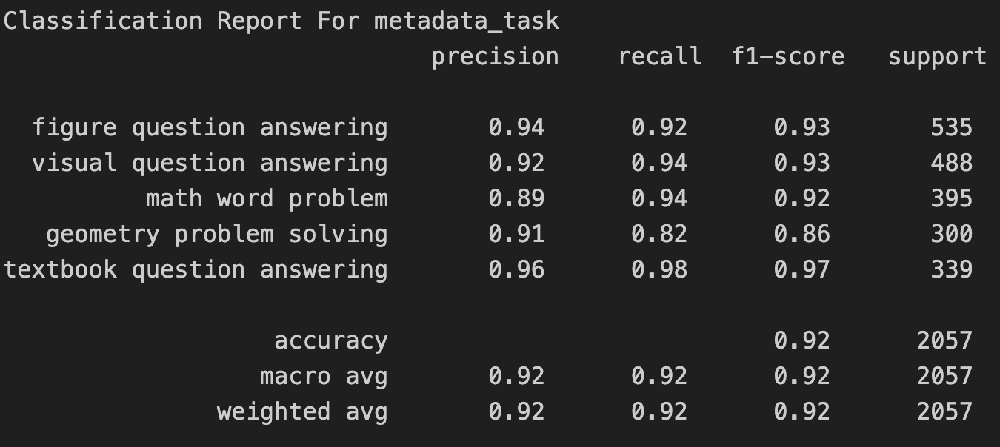 Classification Report For metadata_task
precision recall f1-score support
figure question answering 0.94 0.92 0.93 535
visual question answering 0.92 0.94 0.93 488
math word problem 0.89 0.94 0.92 395
geometry problem solving 0.91 0.82 0.86 300
textbook question answering 0.96 0.98 0.97 339
accuracy 0.92 2057
macro avg 0.92 0.92 0.92 2057
weighted avg 0.92 0.92 0.92 2057